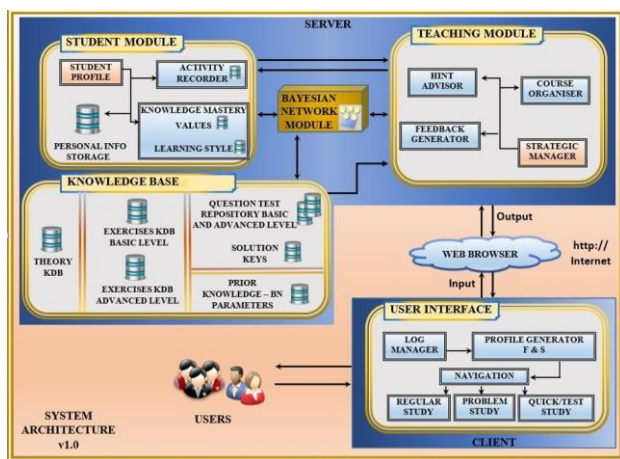 SERVER
STUDENT MODULE
STUDENT
PROFILE
ACTIVITY
RECORDER
KNOWLEDGE MASTERY
VALUES
LEARNING STYLE
PERSONAL INFO
STORAGE
BAYESIAN
NETWORK
MODULE
TEACHING MODULE
HINT
ADVISOR
COURSE
ORGANISER
FEEDBACK
GENERATOR
STRATEGIC
MANAGER
KNOWLEDGE BASE
THEORY
KDB
EXERCISES KDB
BASIC LEVEL
EXERCISES KDB
ADVANCED LEVEL
QUESTION TEST
REPOSITORY BASIC
AND ADVANCED LEVEL
SOLUTION
KEYS
PRIOR
KNOWLEDGE – BN
PARAMETERS
Output
WEB BROWSER
http://
Internet
Input
USER INTERFACE
LOG
MANAGER
PROFILE GENERATOR
F & S
NAVIGATION
REGULAR
STUDY
PROBLEM
STUDY
QUICK/TEST
STUDY
CLIENT
USERS
SYSTEM
ARCHITECTURE
v1.0